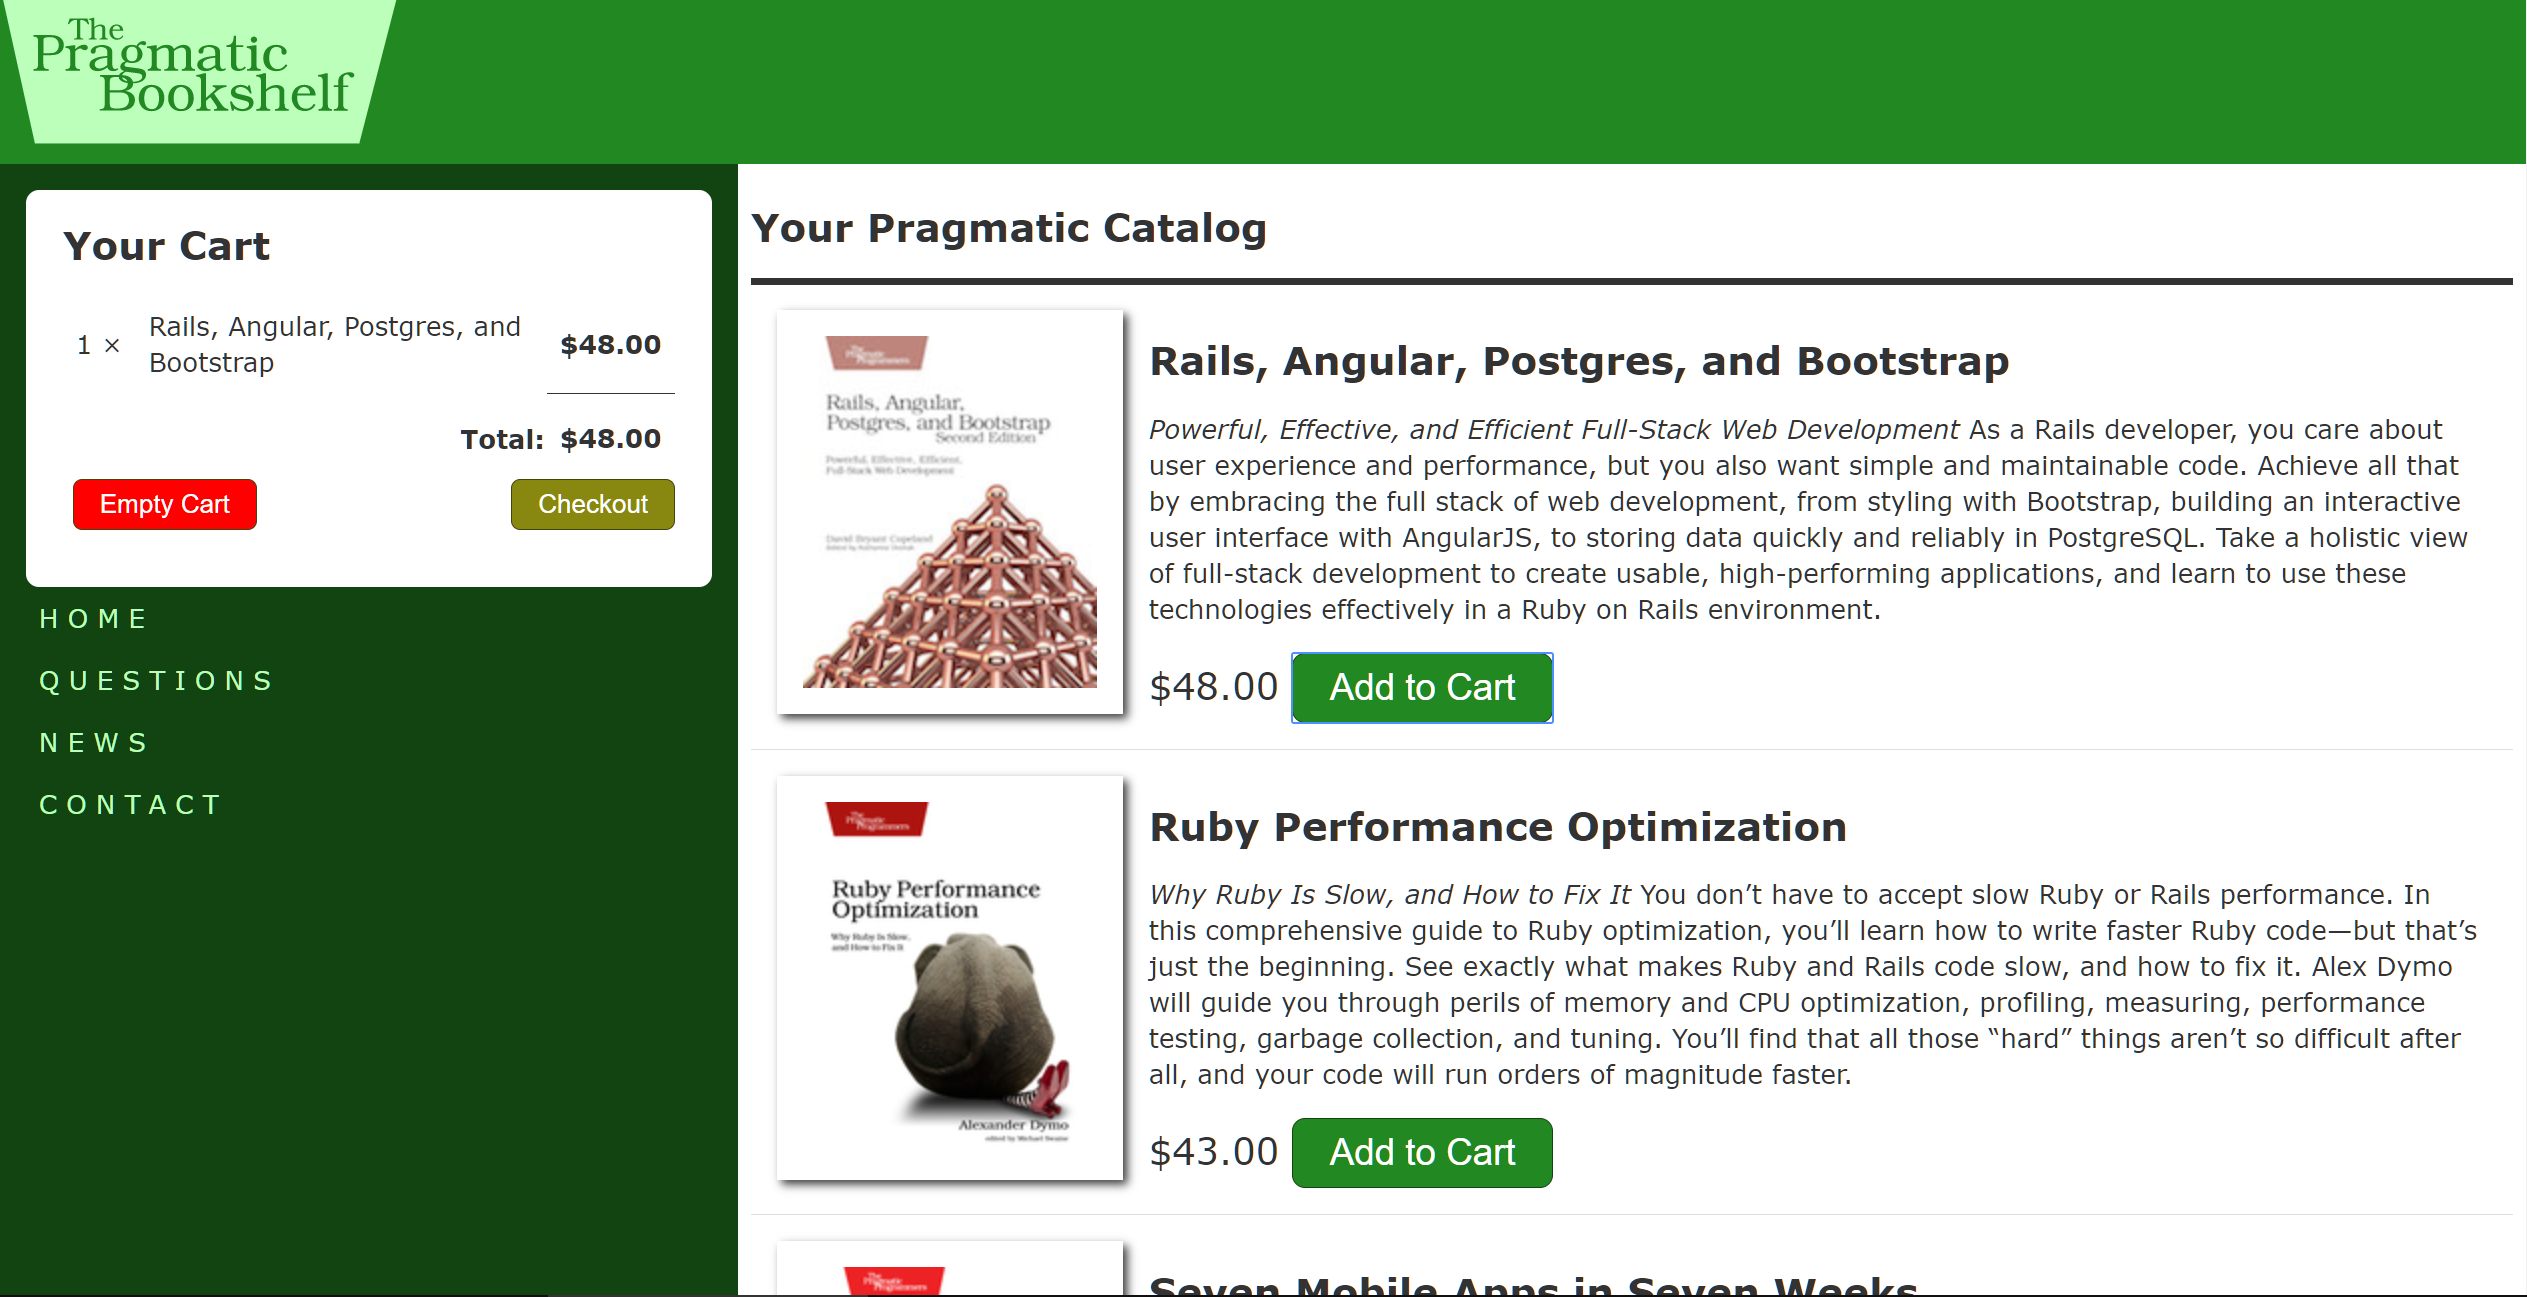 The
Pragmatic
Bookshelf
Your Cart
1 ×
Rails, Angular, Postgres, and
Bootstrap
$48.00
Total: $48.00
Empty Cart
Checkout
HOME
QUESTIONS
NEWS
CONTACT
Your Pragmatic Catalog
The
Pragmatic
Programmers
Rails, Angular,
Postgres, and Bootstrap
Second Edition
Powerful, Effective, Efficient,
Full-Stack Web Development
David Bryant Copeland
Rails, Angular, Postgres, and Bootstrap
Powerful, Effective, and Efficient Full-Stack Web Development As a Rails developer, you care about
user experience and performance, but you also want simple and maintainable code. Achieve all that
by embracing the full stack of web development, from styling with Bootstrap, building an interactive
user interface with AngularJS, to storing data quickly and reliably in PostgreSQL. Take a holistic view
of full-stack development to create usable, high-performing applications, and learn to use these
technologies effectively in a Ruby on Rails environment.
$48.00 Add to Cart
The
Pragmatic
Programmers
Ruby Performance
Optimization
Why Ruby Is Slow,
and How to Fix It
Alexander Dymo
edited by Michael Swaine
Ruby Performance Optimization
Why Ruby Is Slow, and How to Fix It You don’t have to accept slow Ruby or Rails performance. In
this comprehensive guide to Ruby optimization, you’ll learn how to write faster Ruby code—but that’s
just the beginning. See exactly what makes Ruby and Rails code slow, and how to fix it. Alex Dymo
will guide you through perils of memory and CPU optimization, profiling, measuring, performance
testing, garbage collection, and tuning. You’ll find that all those “hard” things aren’t so difficult after
all, and your code will run orders of magnitude faster.
$43.00 Add to Cart
The
Pragmatic
Programmers
Seven Mobile Apps in Seven Weeks